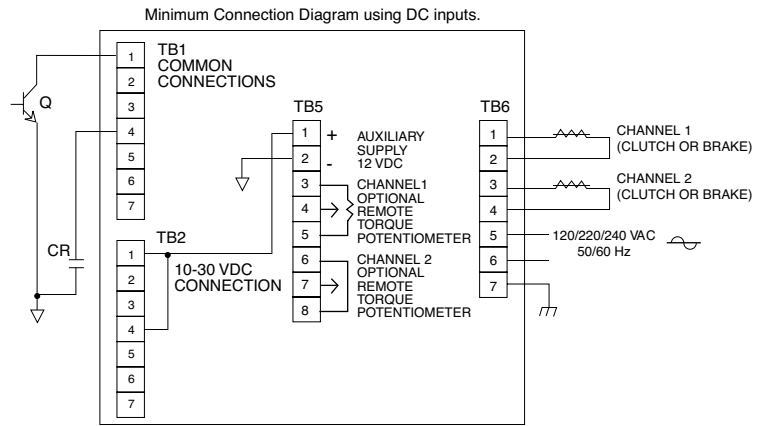 Minimum Connection Diagram using DC inputs.
TB1
COMMON
CONNECTIONS
1
2
3
4
5
6
7
Q
CR
TB2
10-30 VDC
CONNECTION
1
2
3
4
5
6
7
TB5
1
2
3
4
5
6
7
8
+
-
AUXILIARY
SUPPLY
12 VDC
CHANNEL1
OPTIONAL
REMOTE
TORQUE
POTENTIOMETER
CHANNEL 2
OPTIONAL
REMOTE
TORQUE
POTENTIOMETER
TB6
1
2
3
4
5
6
7
CHANNEL 1
(CLUTCH OR BRAKE)
CHANNEL 2
(CLUTCH OR BRAKE)
120/220/240 VAC
50/60 Hz